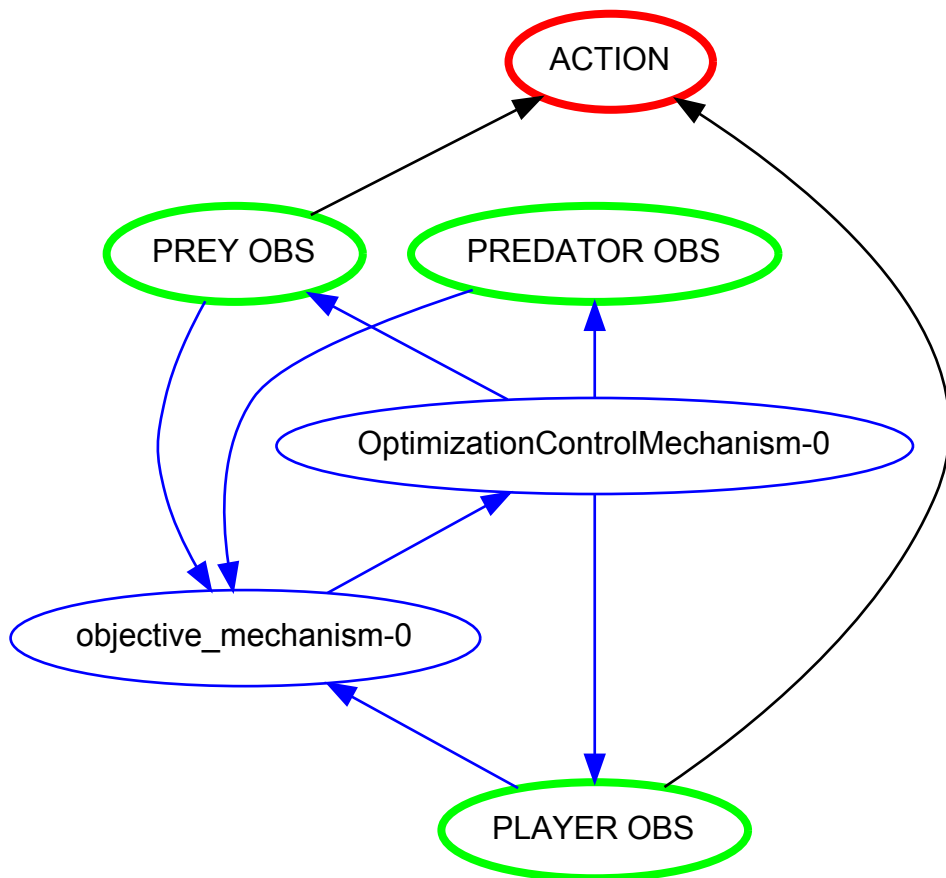 ACTION
PREY OBS
PREDATOR OBS
OptimizationControlMechanism-0
objective_mechanism-0
PLAYER OBS